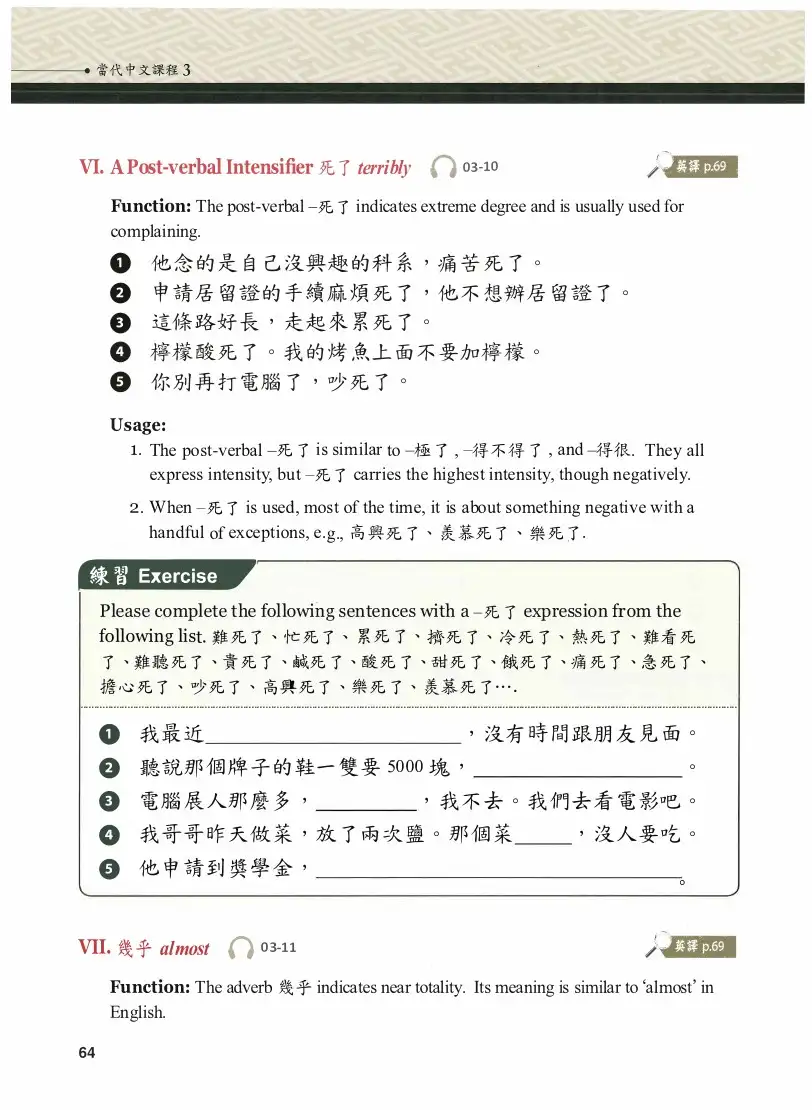 當代中文課程 3
VI. A Post-verbal Intensifier 死了 terribly 03-10 英譯 p.69
Function: The post-verbal –死了 indicates extreme degree and is usually used for
complaining.
1 他念的是自己沒興趣的科系，痛苦死了。
2 申請居留證的手續麻煩死了，他不想辦居留證了。
3 這條路好長，走起來累死了。
4 檸檬酸死了。我的烤魚上面不要加檸檬。
5 你別再打電腦了，吵死了。
Usage:
1. The post-verbal –死了 is similar to –極了 , –得不得了 , and –得很. They all
express intensity, but –死了 carries the highest intensity, though negatively.
2. When –死了 is used, most of the time, it is about something negative with a
handful of exceptions, e.g., 高興死了、羨慕死了、樂死了.
練習 Exercise
Please complete the following sentences with a –死了 expression from the
following list. 難死了、忙死了、累死了、擠死了、冷死了、熱死了、難看死
了、難聽死了、貴死了、鹹死了、酸死了、甜死了、餓死了、痛死了、急死了、
擔心死了、吵死了、高興死了、樂死了、羨慕死了….
1 我最近＿＿＿＿＿＿＿＿＿＿，沒有時間跟朋友見面。
2 聽說那個牌子的鞋一雙要 5000 塊，＿＿＿＿＿＿＿＿。
3 電腦展人那麼多，＿＿＿＿，我不去。我們去看電影吧。
4 我哥哥昨天做菜，放了兩次鹽。那個菜＿＿，沒人要吃。
5 他申請到獎學金，＿＿＿＿＿＿＿＿＿＿＿＿＿＿。
VII. 幾乎 almost 03-11 英譯 p.69
Function: The adverb 幾乎 indicates near totality. Its meaning is similar to ‘almost’ in
English.
64